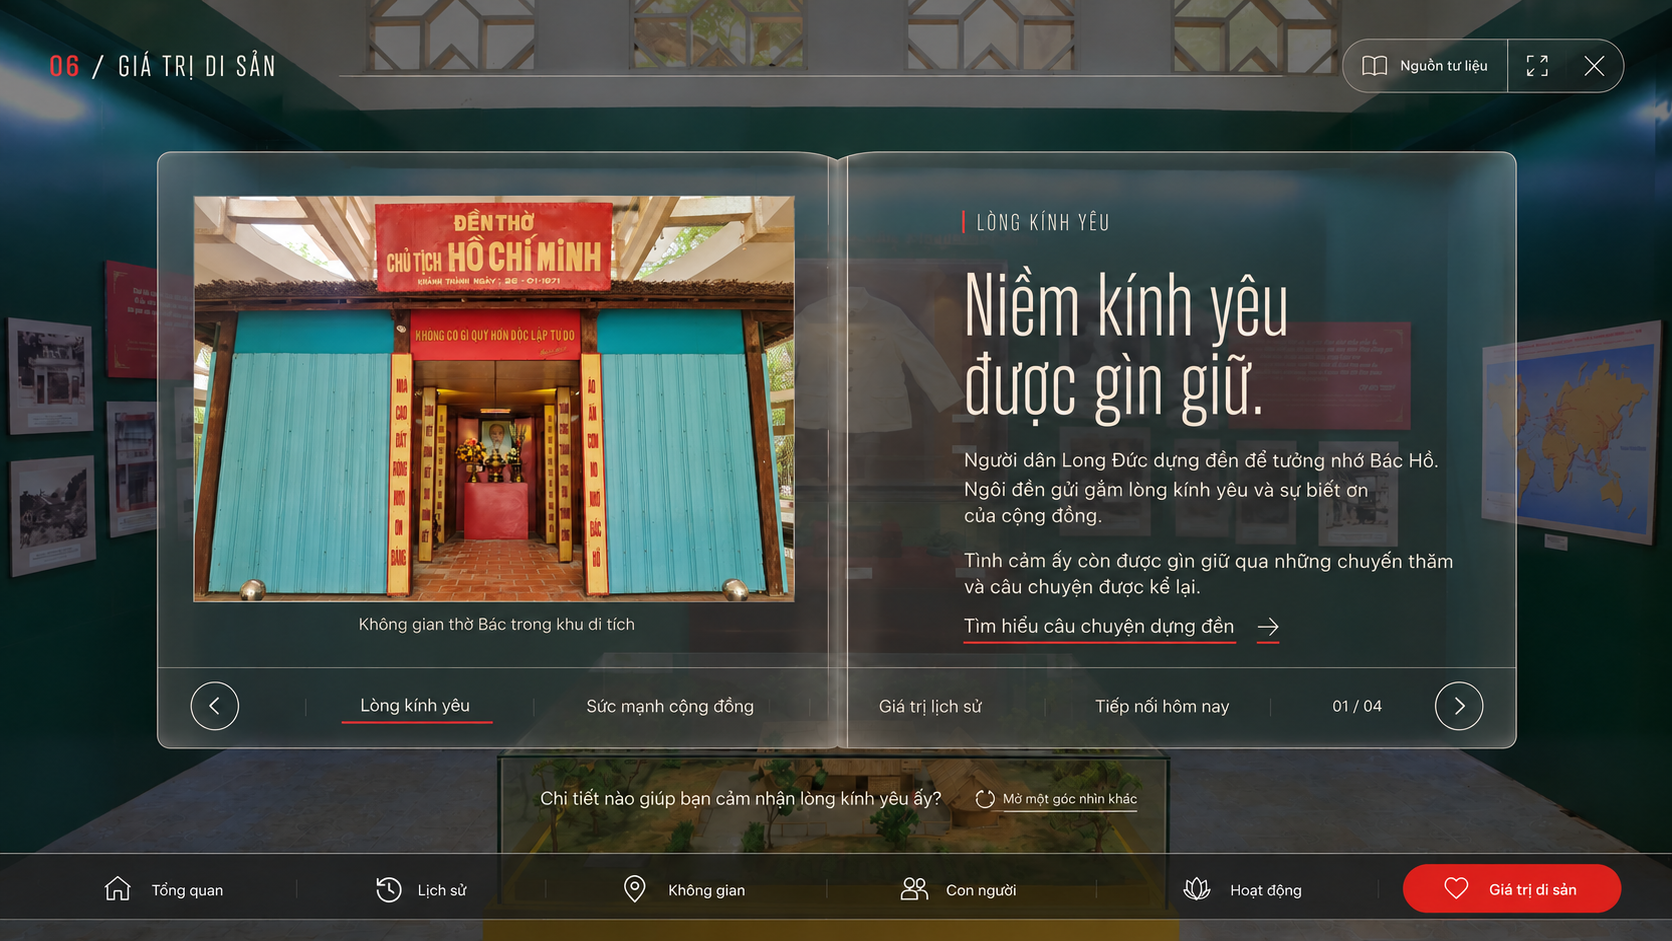 06 / GIÁ TRỊ DI SẢN
Nguồn tư liệu
ĐỀN THỜ
CHỦ TỊCH HỒ CHÍ MINH
KHÁNH THÀNH NGÀY : 26 - 01-1971
KHÔNG CÓ GÌ QUÝ HƠN ĐỘC LẬP TỰ DO
Không gian thờ Bác trong khu di tích
LÒNG KÍNH YÊU
Niềm kính yêu
được gìn giữ.
Người dân Long Đức dựng đền để tưởng nhớ Bác Hồ.
Ngôi đền gửi gắm lòng kính yêu và sự biết ơn
của cộng đồng.
Tình cảm ấy còn được gìn giữ qua những chuyến thăm
và câu chuyện được kể lại.
Tìm hiểu câu chuyện dựng đền
Lòng kính yêu
Sức mạnh cộng đồng
Giá trị lịch sử
Tiếp nối hôm nay
01 / 04
Chi tiết nào giúp bạn cảm nhận lòng kính yêu ấy?
Mở một góc nhìn khác
Tổng quan
Lịch sử
Không gian
Con người
Hoạt động
Giá trị di sản